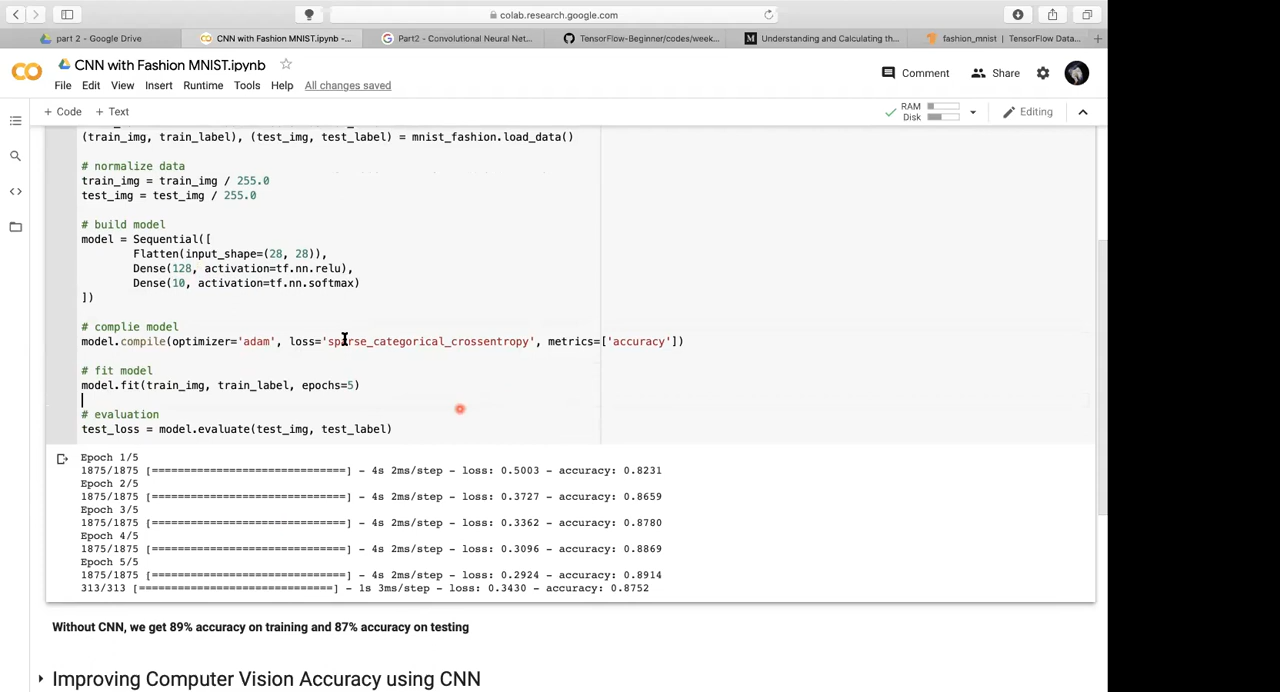 colab.research.google.com
part 2 - Google Drive
CNN with Fashion MNIST.ipynb -...
Part2 - Convolutional Neural Net...
TensorFlow-Beginner/codes/week...
Understanding and Calculating th...
fashion_mnist | TensorFlow Data...
CNN with Fashion MNIST.ipynb
Comment
Share
File Edit View Insert Runtime Tools Help All changes saved
+ Code + Text
RAM
Disk
Editing
(train_img, train_label), (test_img, test_label) = mnist_fashion.load_data()
# normalize data
train_img = train_img / 255.0
test_img = test_img / 255.0
# build model
model = Sequential([
Flatten(input_shape=(28, 28)),
Dense(128, activation=tf.nn.relu),
Dense(10, activation=tf.nn.softmax)
])
# complie model
model.compile(optimizer='adam', loss='sparse_categorical_crossentropy', metrics=['accuracy'])
# fit model
model.fit(train_img, train_label, epochs=5)
# evaluation
test_loss = model.evaluate(test_img, test_label)
Epoch 1/5
1875/1875 [==============================] - 4s 2ms/step - loss: 0.5003 - accuracy: 0.8231
Epoch 2/5
1875/1875 [==============================] - 4s 2ms/step - loss: 0.3727 - accuracy: 0.8659
Epoch 3/5
1875/1875 [==============================] - 4s 2ms/step - loss: 0.3362 - accuracy: 0.8780
Epoch 4/5
1875/1875 [==============================] - 4s 2ms/step - loss: 0.3096 - accuracy: 0.8869
Epoch 5/5
1875/1875 [==============================] - 4s 2ms/step - loss: 0.2924 - accuracy: 0.8914
313/313 [==============================] - 1s 3ms/step - loss: 0.3430 - accuracy: 0.8752
Without CNN, we get 89% accuracy on training and 87% accuracy on testing
Improving Computer Vision Accuracy using CNN